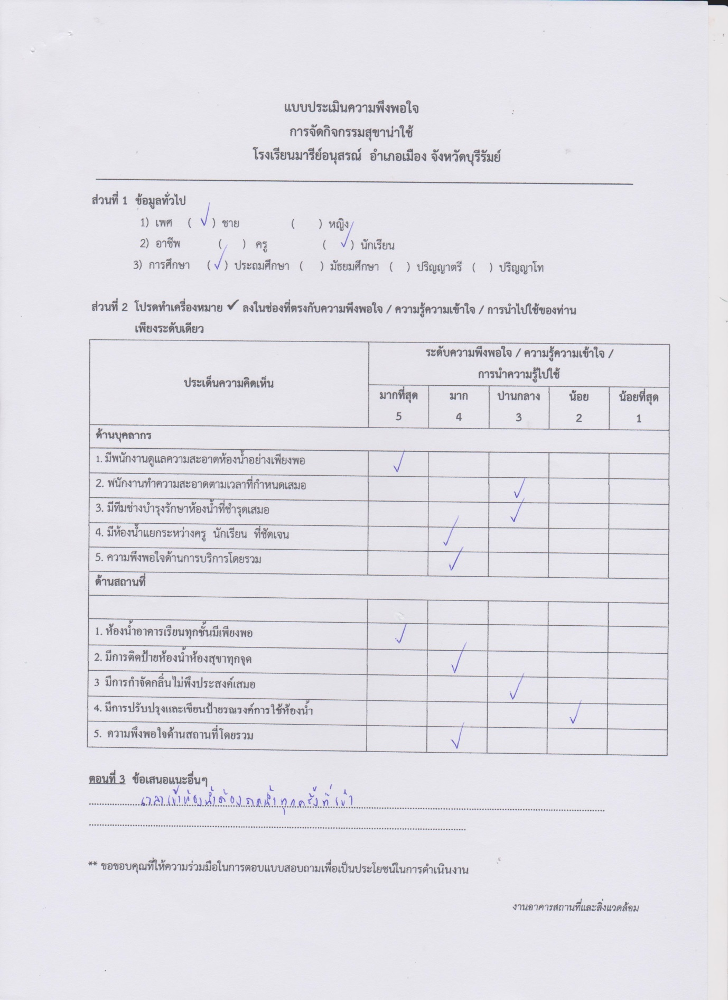 แบบประเมินความพึงพอใจ
การจัดกิจกรรมสุขาน่าใช้
โรงเรียนมารีย์อนุสรณ์ อำเภอเมือง จังหวัดบุรีรัมย์
ส่วนที่ 1 ข้อมูลทั่วไป
1) เพศ ( ✓ ) ชาย ( ) หญิง
2) อาชีพ ( ) ครู ( ✓ ) นักเรียน
3) การศึกษา ( ✓ ) ประถมศึกษา ( ) มัธยมศึกษา ( ) ปริญญาตรี ( ) ปริญญาโท
ส่วนที่ 2 โปรดทำเครื่องหมาย ✓ ลงในช่องที่ตรงกับความพึงพอใจ / ความรู้ความเข้าใจ / การนำไปใช้ของท่าน
เพียงระดับเดียว
ประเด็นความคิดเห็น
ระดับความพึงพอใจ / ความรู้ความเข้าใจ /
การนำความรู้ไปใช้
มากที่สุด มาก ปานกลาง น้อย น้อยที่สุด
5 4 3 2 1
ด้านบุคลากร
1. มีพนักงานดูแลความสะอาดห้องน้ำอย่างเพียงพอ ✓
2. พนักงานทำความสะอาดตามเวลาที่กำหนดเสมอ ✓
3. มีทีมช่างบำรุงรักษาห้องน้ำที่ชำรุดเสมอ ✓
4. มีห้องน้ำแยกระหว่างครู นักเรียน ที่ชัดเจน ✓
5. ความพึงพอใจด้านการบริการโดยรวม ✓
ด้านสถานที่
1. ห้องน้ำอาคารเรียนทุกชั้นมีเพียงพอ ✓
2. มีการติดป้ายห้องน้ำห้องสุขาทุกจุด ✓
3 มีการกำจัดกลิ่นไม่พึงประสงค์เสมอ ✓
4. มีการปรับปรุงและเขียนป้ายรณรงค์การใช้ห้องน้ำ ✓
5. ความพึงพอใจด้านสถานที่โดยรวม ✓
ตอนที่ 3 ข้อเสนอแนะอื่นๆ
เวลาเข้าห้องน้ำต้องกดน้ำทุกครั้งที่เข้า
** ขอขอบคุณที่ให้ความร่วมมือในการตอบแบบสอบถามเพื่อเป็นประโยชน์ในการดำเนินงาน
งานอาคารสถานที่และสิ่งแวดล้อม